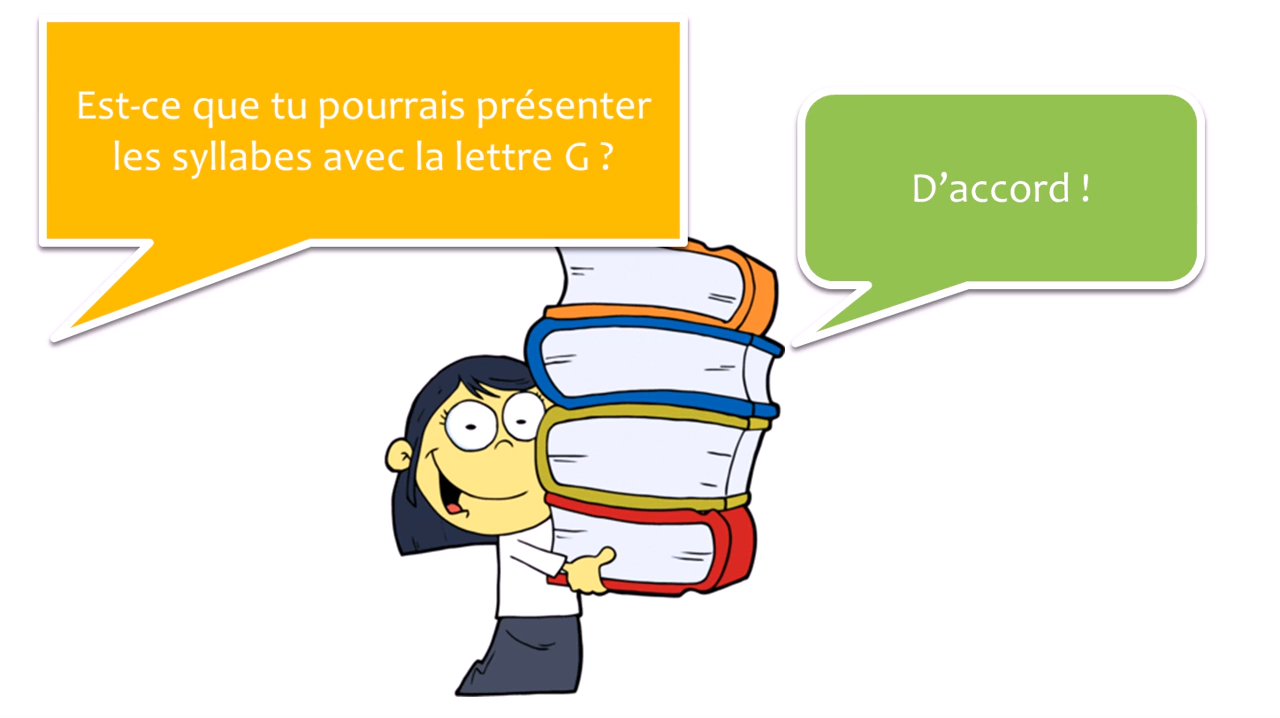 Est-ce que tu pourrais présenter
les syllabes avec la lettre G ?
D’accord !